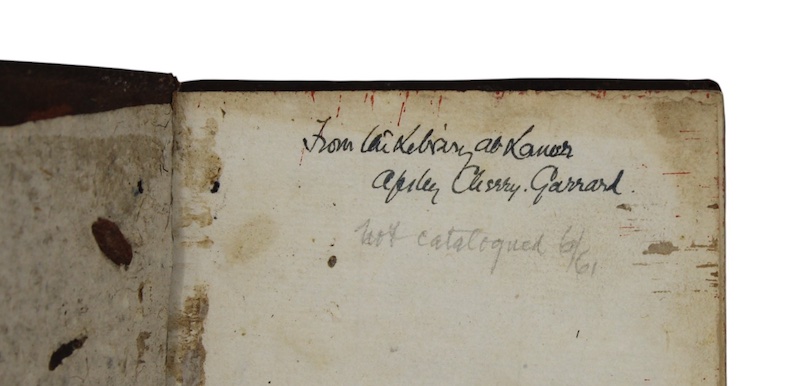 From the Library at Lamer
Apsley Cherry-Garrard.
not catalogued 6/61